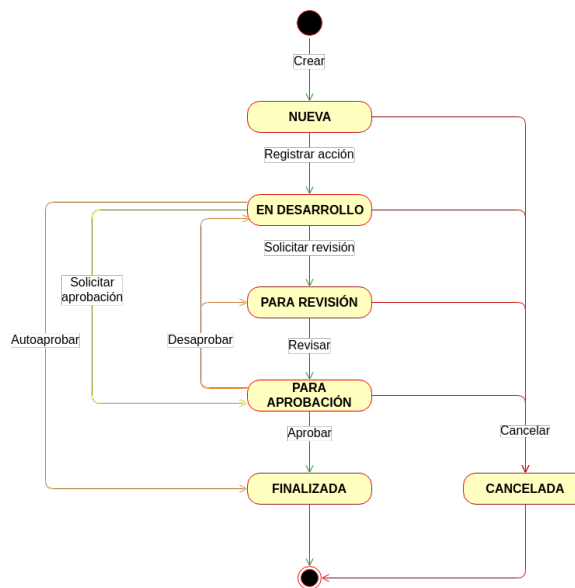 Crear
NUEVA
Registrar acción
EN DESARROLLO
Solicitar revisión
Solicitar
aprobación
PARA REVISIÓN
Autoaprobar
Desaprobar
Revisar
PARA
APROBACIÓN
Aprobar
Cancelar
FINALIZADA
CANCELADA